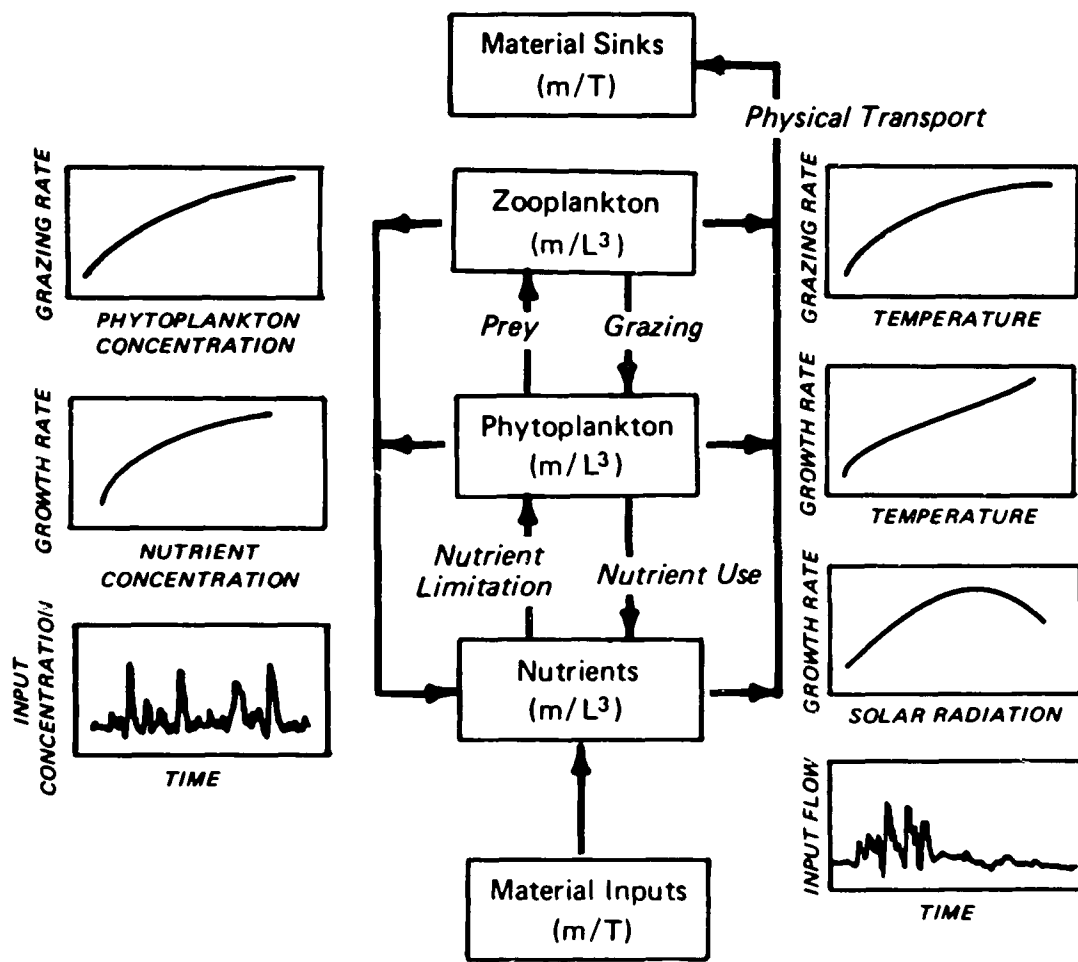 Material Sinks
(m/T)
Physical Transport
GRAZING RATE
PHYTOPLANKTON
CONCENTRATION
Zooplankton
(m/L³)
GRAZING RATE
TEMPERATURE
Prey
Grazing
GROWTH RATE
NUTRIENT
CONCENTRATION
Phytoplankton
(m/L³)
GROWTH RATE
TEMPERATURE
Nutrient
Limitation
Nutrient Use
INPUT
CONCENTRATION
TIME
Nutrients
(m/L³)
GROWTH RATE
SOLAR RADIATION
Material Inputs
(m/T)
INPUT FLOW
TIME